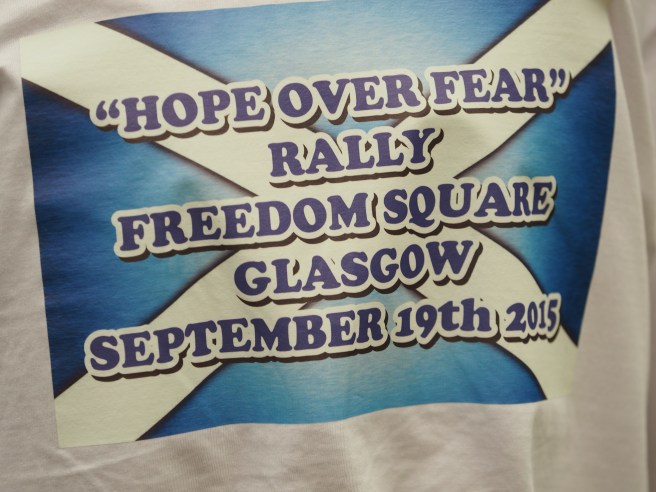 “HOPE OVER FEAR”
RALLY
FREEDOM SQUARE
GLASGOW
SEPTEMBER 19th 2015